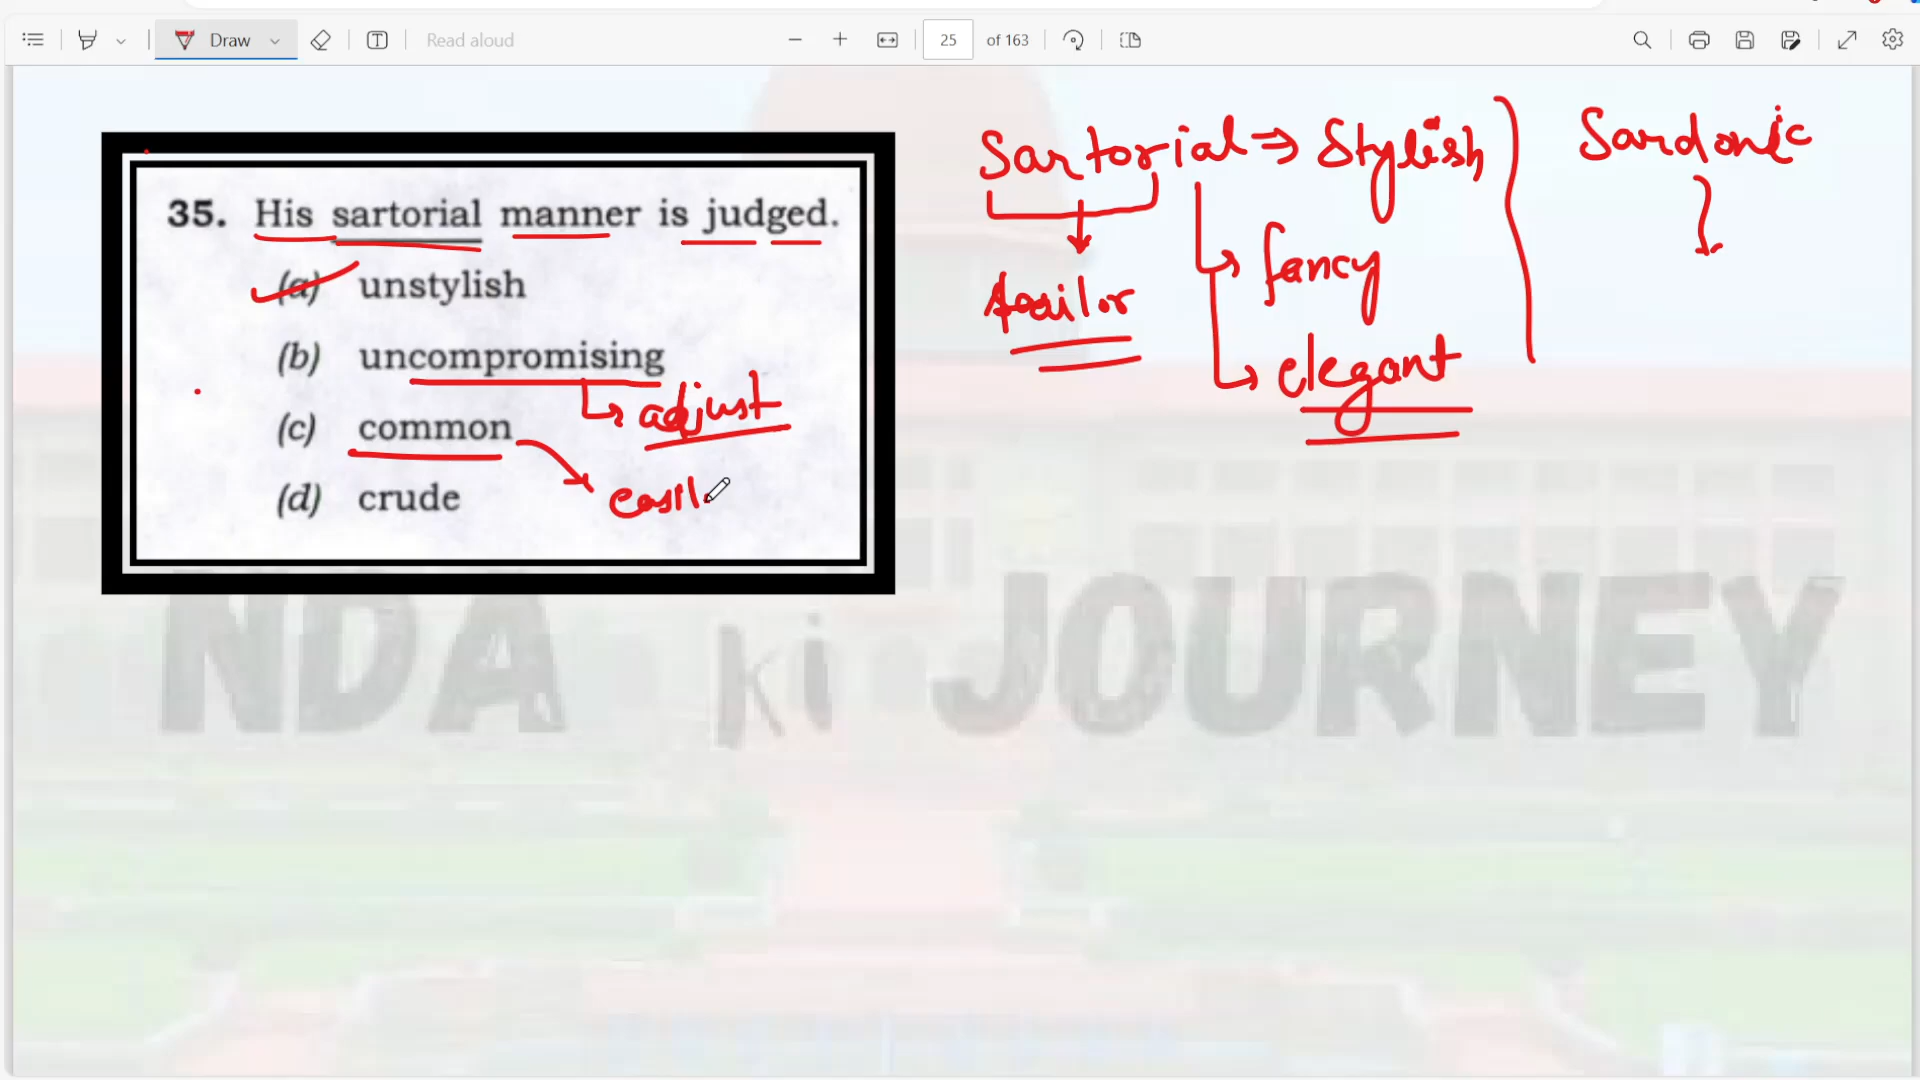 Draw
Read aloud
25 of 163
35. His sartorial manner is judged.
(a) unstylish
(b) uncompromising
adjust
(c) common
(d) crude
Sartorial ⇒ Stylish
tailor
fancy
elegant
Sardonic
NDA ki JOURNEY